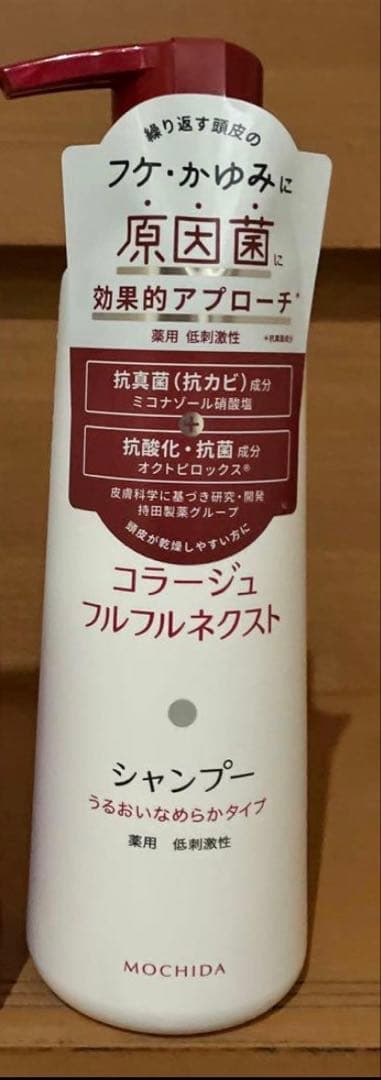 繰り返す頭皮の
フケ・かゆみに
原因菌に
効果的アプローチ*
薬用 低刺激性
*抗真菌成分
抗真菌(抗カビ)成分
ミコナゾール硝酸塩
+
抗酸化・抗菌 成分
オクトピロックス®
皮膚科学に基づき研究・開発
持田製薬グループ
頭皮が乾燥しやすい方に
コラージュ
フルフルネクスト
シャンプー
うるおいなめらかタイプ
薬用 低刺激性
MOCHIDA